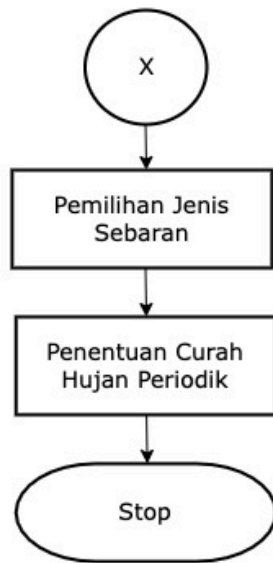 X
Pemilihan Jenis
Sebaran
Penentuan Curah
Hujan Periodik
Stop